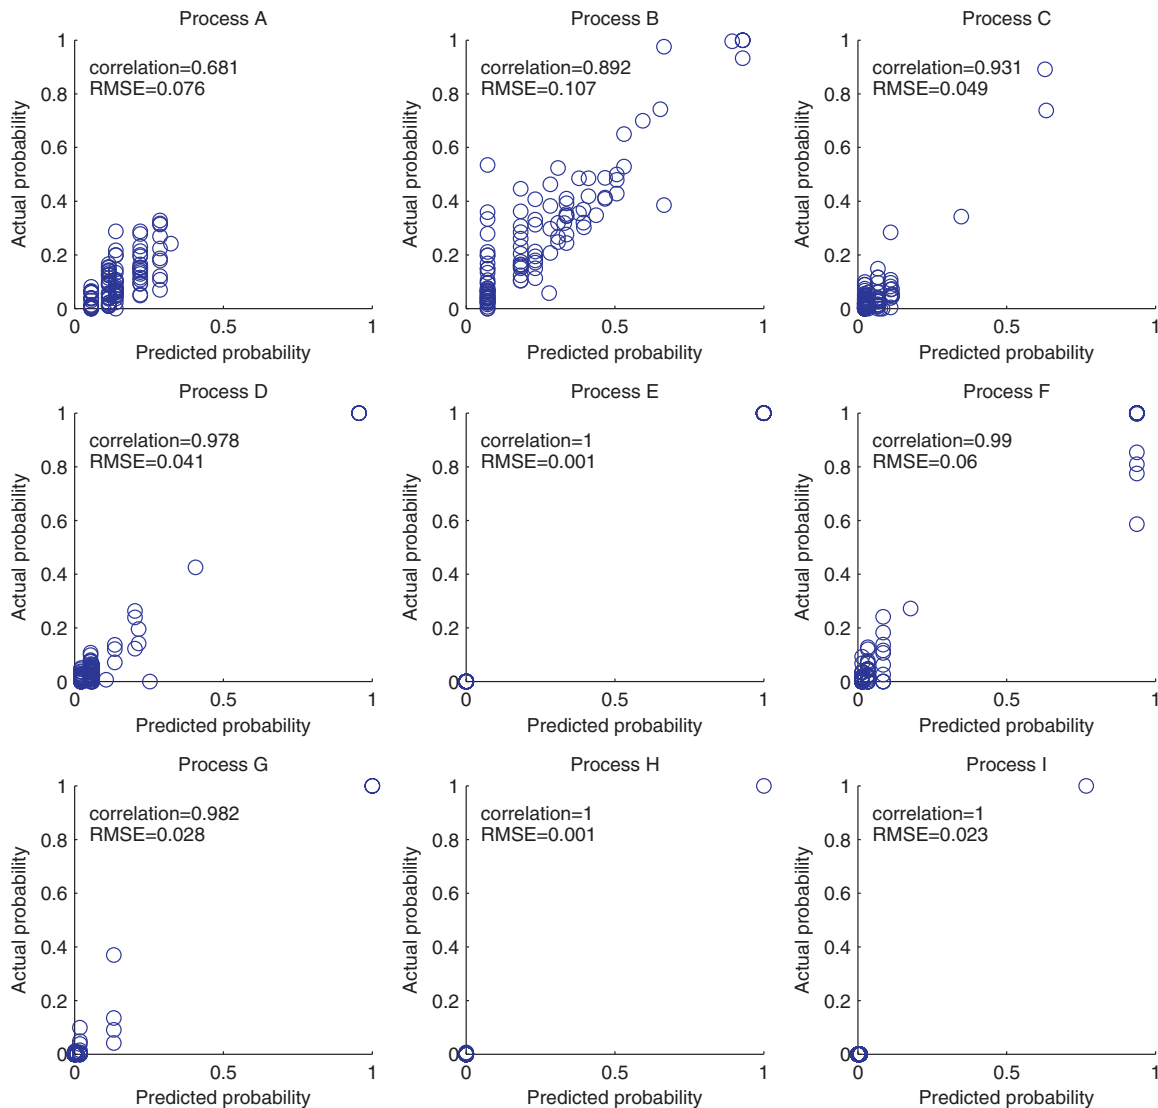 Process A
Process B
Process C
1
0.8
0.6
0.4
0.2
0
0
0.5
1
Actual probability
Predicted probability
correlation=0.681
RMSE=0.076
1
0.8
0.6
0.4
0.2
0
0
0.5
1
Actual probability
Predicted probability
correlation=0.892
RMSE=0.107
1
0.8
0.6
0.4
0.2
0
0
0.5
1
Actual probability
Predicted probability
correlation=0.931
RMSE=0.049
Process D
Process E
Process F
1
0.8
0.6
0.4
0.2
0
0
0.5
1
Actual probability
Predicted probability
correlation=0.978
RMSE=0.041
1
0.8
0.6
0.4
0.2
0
0
0.5
1
Actual probability
Predicted probability
correlation=1
RMSE=0.001
1
0.8
0.6
0.4
0.2
0
0
0.5
1
Actual probability
Predicted probability
correlation=0.99
RMSE=0.06
Process G
Process H
Process I
1
0.8
0.6
0.4
0.2
0
0
0.5
1
Actual probability
Predicted probability
correlation=0.982
RMSE=0.028
1
0.8
0.6
0.4
0.2
0
0
0.5
1
Actual probability
Predicted probability
correlation=1
RMSE=0.001
1
0.8
0.6
0.4
0.2
0
0
0.5
1
Actual probability
Predicted probability
correlation=1
RMSE=0.023